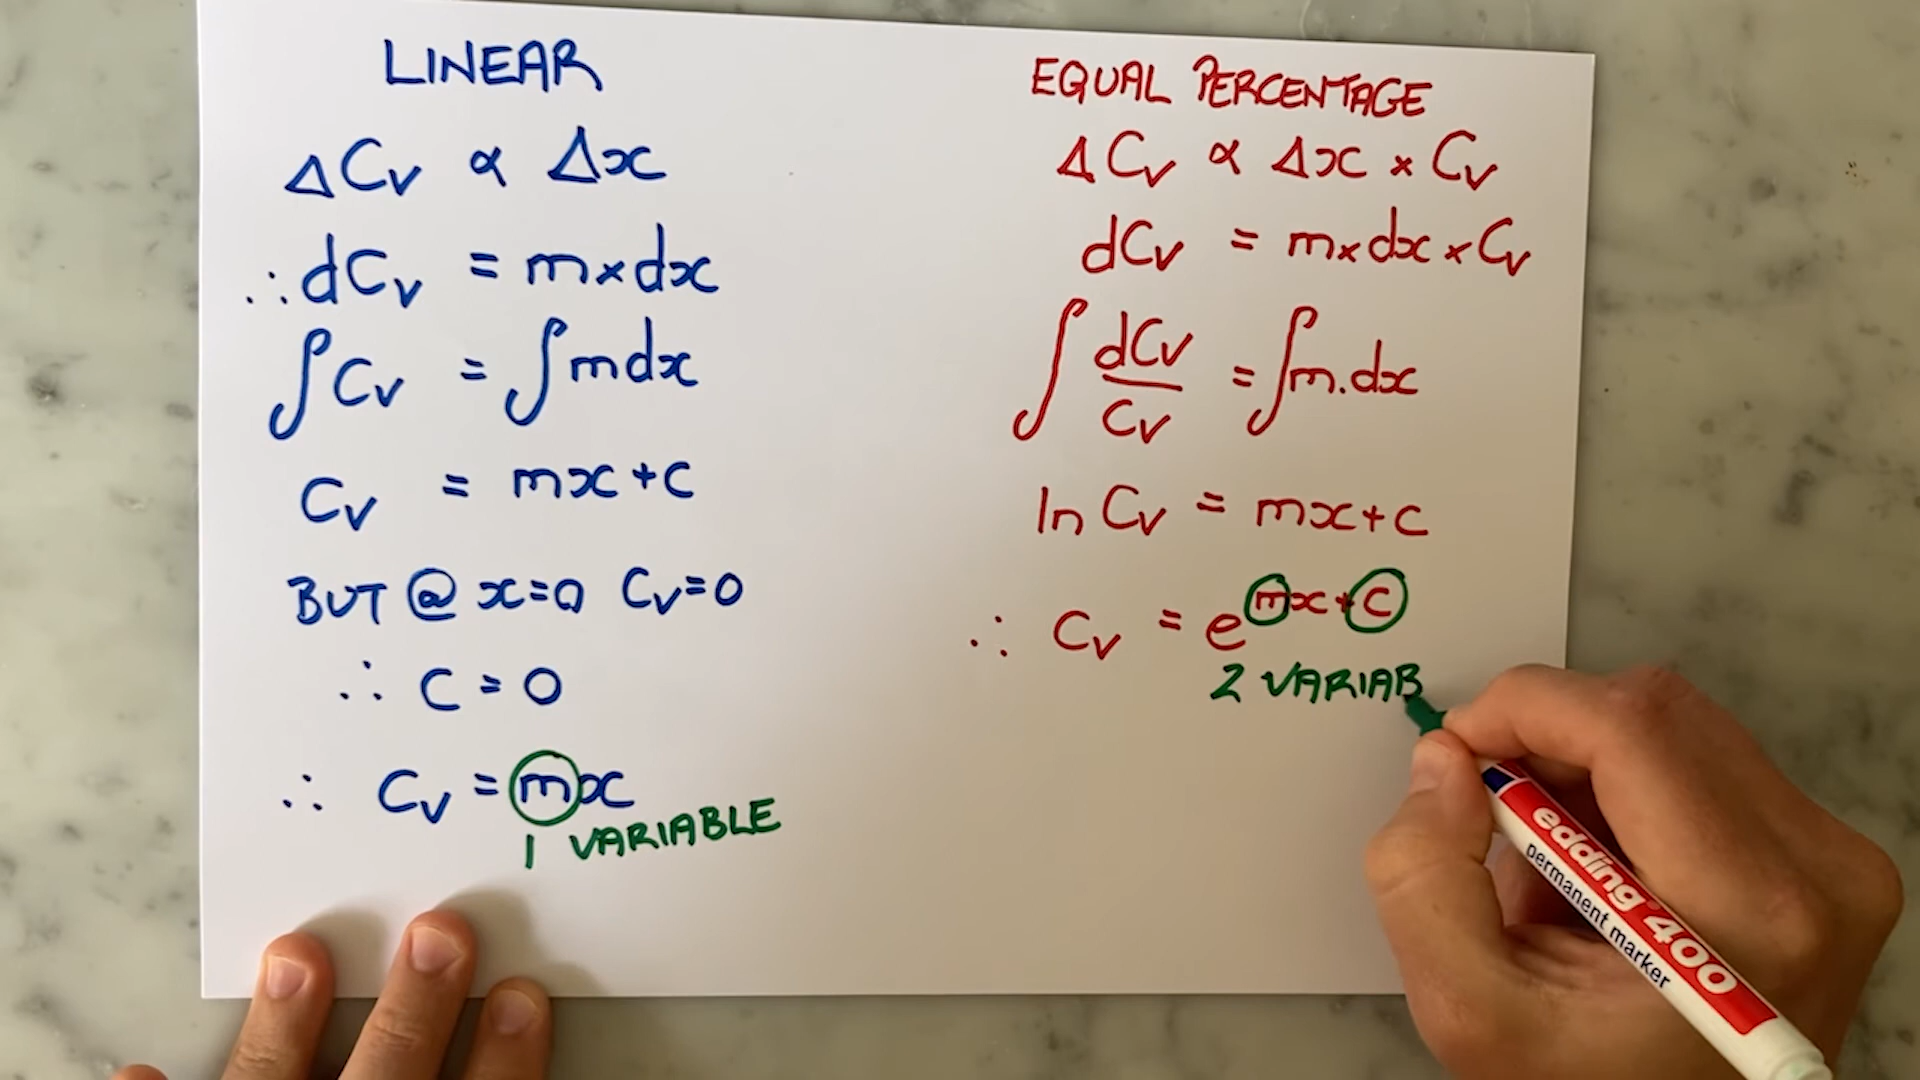 LINEAR
ΔCv ∝ Δx
∴ dCv = m×dx
∫Cv = ∫mdx
Cv = mx+c
BUT @ x=0, Cv=0
∴ C = 0
∴ Cv = mx
1 VARIABLE
EQUAL PERCENTAGE
ΔCv ∝ Δx × Cv
dCv = m×dx×Cv
∫dCv/Cv = ∫m.dx
ln Cv = mx+c
∴ Cv = e^mx+c
2 VARIAB
edding 400
permanent marker